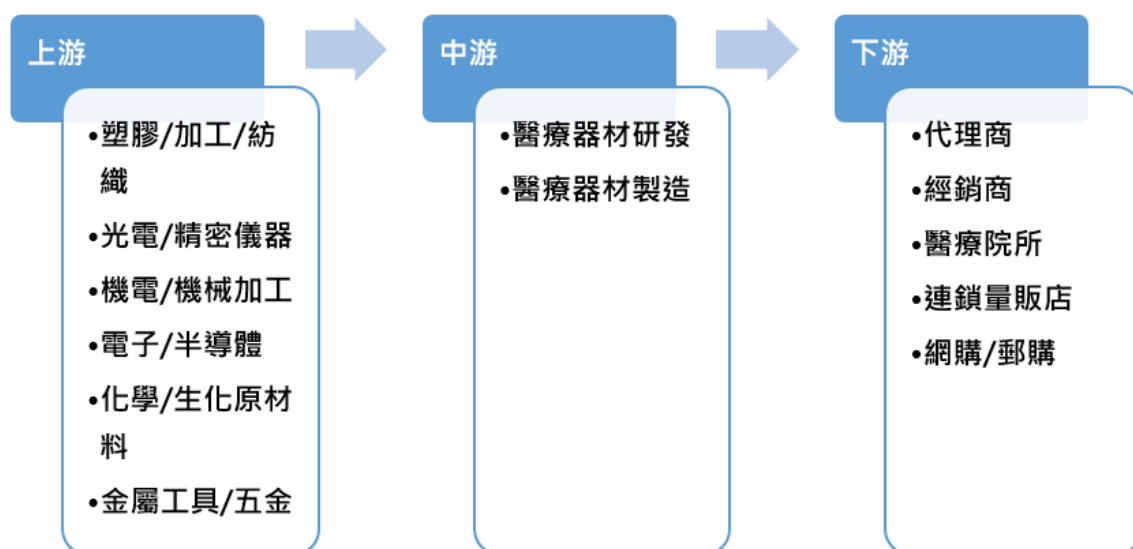 上游
•塑膠/加工/紡
織
•光電/精密儀器
•機電/機械加工
•電子/半導體
•化學/生化原材
料
•金屬工具/五金
中游
•醫療器材研發
•醫療器材製造
下游
•代理商
•經銷商
•醫療院所
•連鎖量販店
•網購/郵購